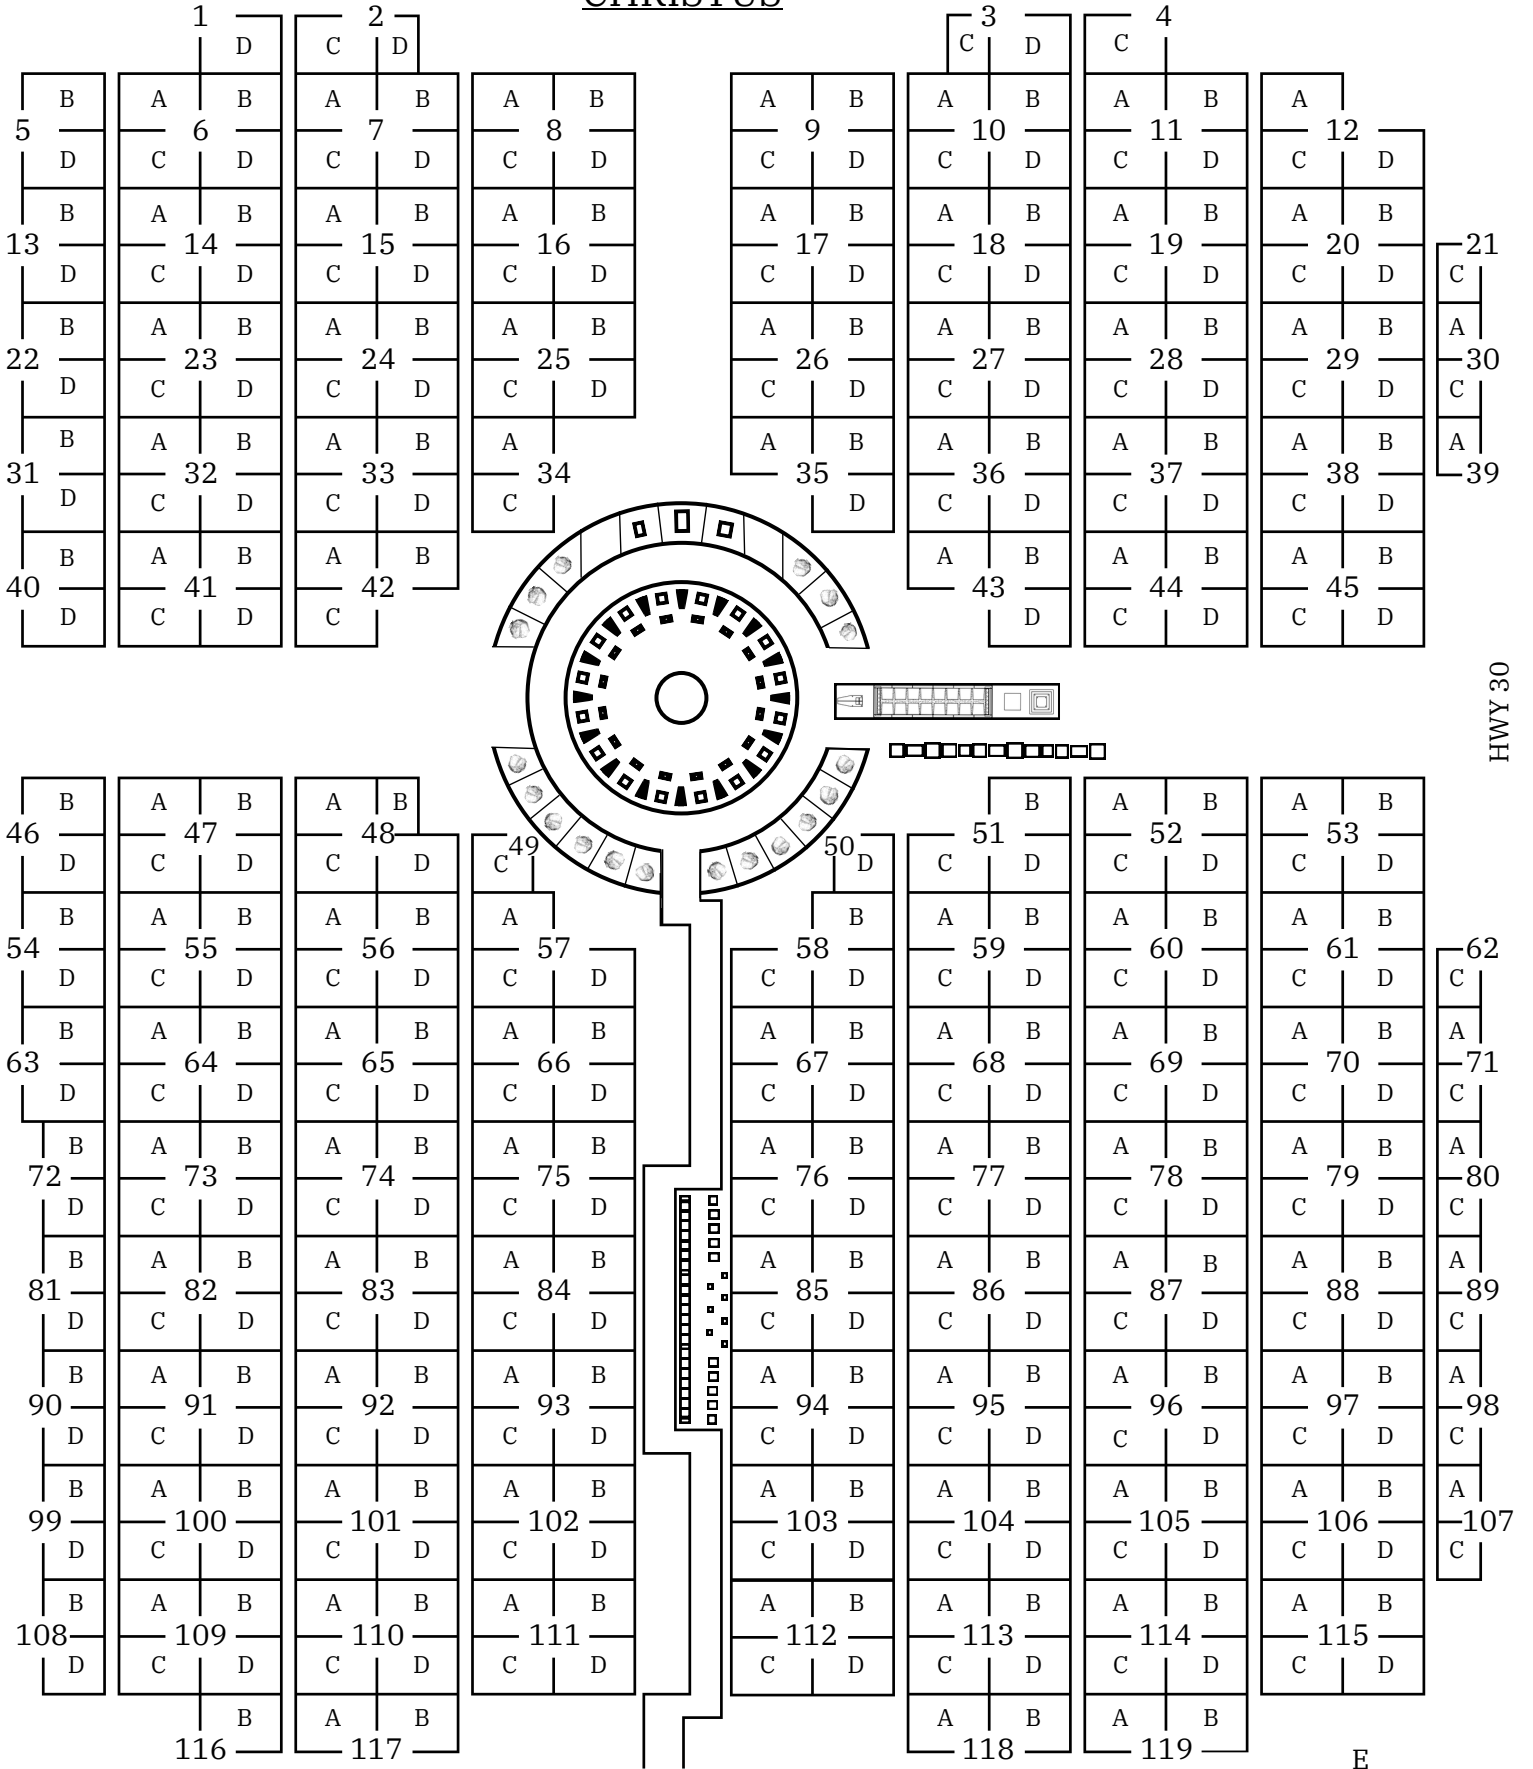 CHRISTUS
1 2 3 4
D C D C D C
B A B A B A B A B A B A B A
5 6 7 8 9 10 11 12
D C D C D C D C D C D C D C D
B A B A B A B A B A B A B A B
13 14 15 16 17 18 19 20 21
D C D C D C D C D C D C D C D C
B A B A B A B A B A B A B A B A
22 23 24 25 26 27 28 29 30
D C D C D C D C D C D C D C D C
B A B A B A A B A B A B A B A
31 32 33 34 35 36 37 38 39
D C D C D C D C D C D C D
B A B A B A B A B A B
40 41 42 43 44 45
D C D C D C D C D
HWY 30
B A B A B B A B A B
46 47 48 49 50 51 52 53
D C D C D C D C D C D C D
B A B A B A B A B A B A B
54 55 56 57 58 59 60 61 62
D C D C D C D C D C D C D C D C
B A B A B A B A B A B A B A B A
63 64 65 66 67 68 69 70 71
D C D C D C D C D C D C D C D C
B A B A B A B A B A B A B A B A
72 73 74 75 76 77 78 79 80
D C D C D C D C D C D C D C D C
B A B A B A B A B A B A B A B A
81 82 83 84 85 86 87 88 89
D C D C D C D C D C D C D C D C
B A B A B A B A B A B A B A B A
90 91 92 93 94 95 96 97 98
D C D C D C D C D C D C D C D C
B A B A B A B A B A B A B A B A
99 100 101 102 103 104 105 106 107
D C D C D C D C D C D C D C D C
B A B A B A B A B A B A B A B
108 109 110 111 112 113 114 115
D C D C D C D C D C D C D C D
B A B A B A B
116 117 118 119
E